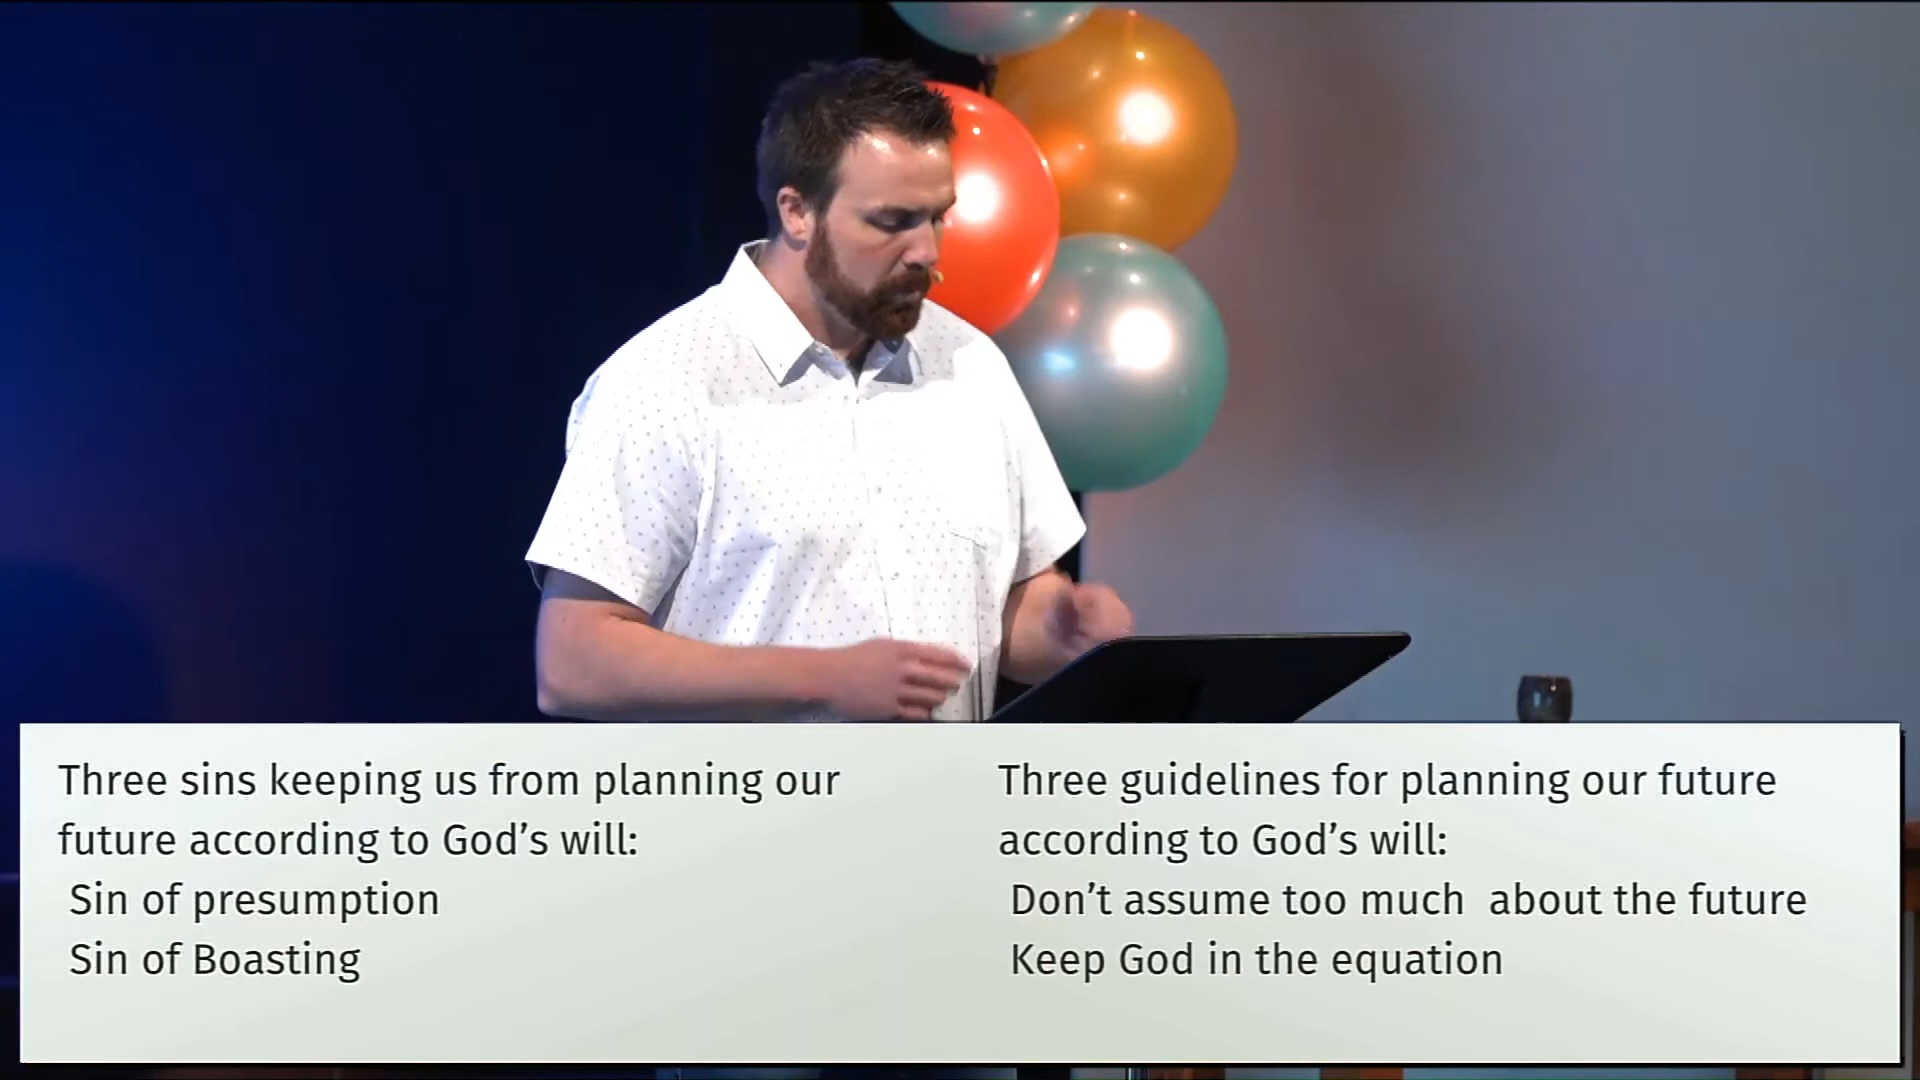 Three sins keeping us from planning our
future according to God's will:
Sin of presumption
Sin of Boasting
Three guidelines for planning our future
according to God's will:
Don't assume too much  about the future
Keep God in the equation